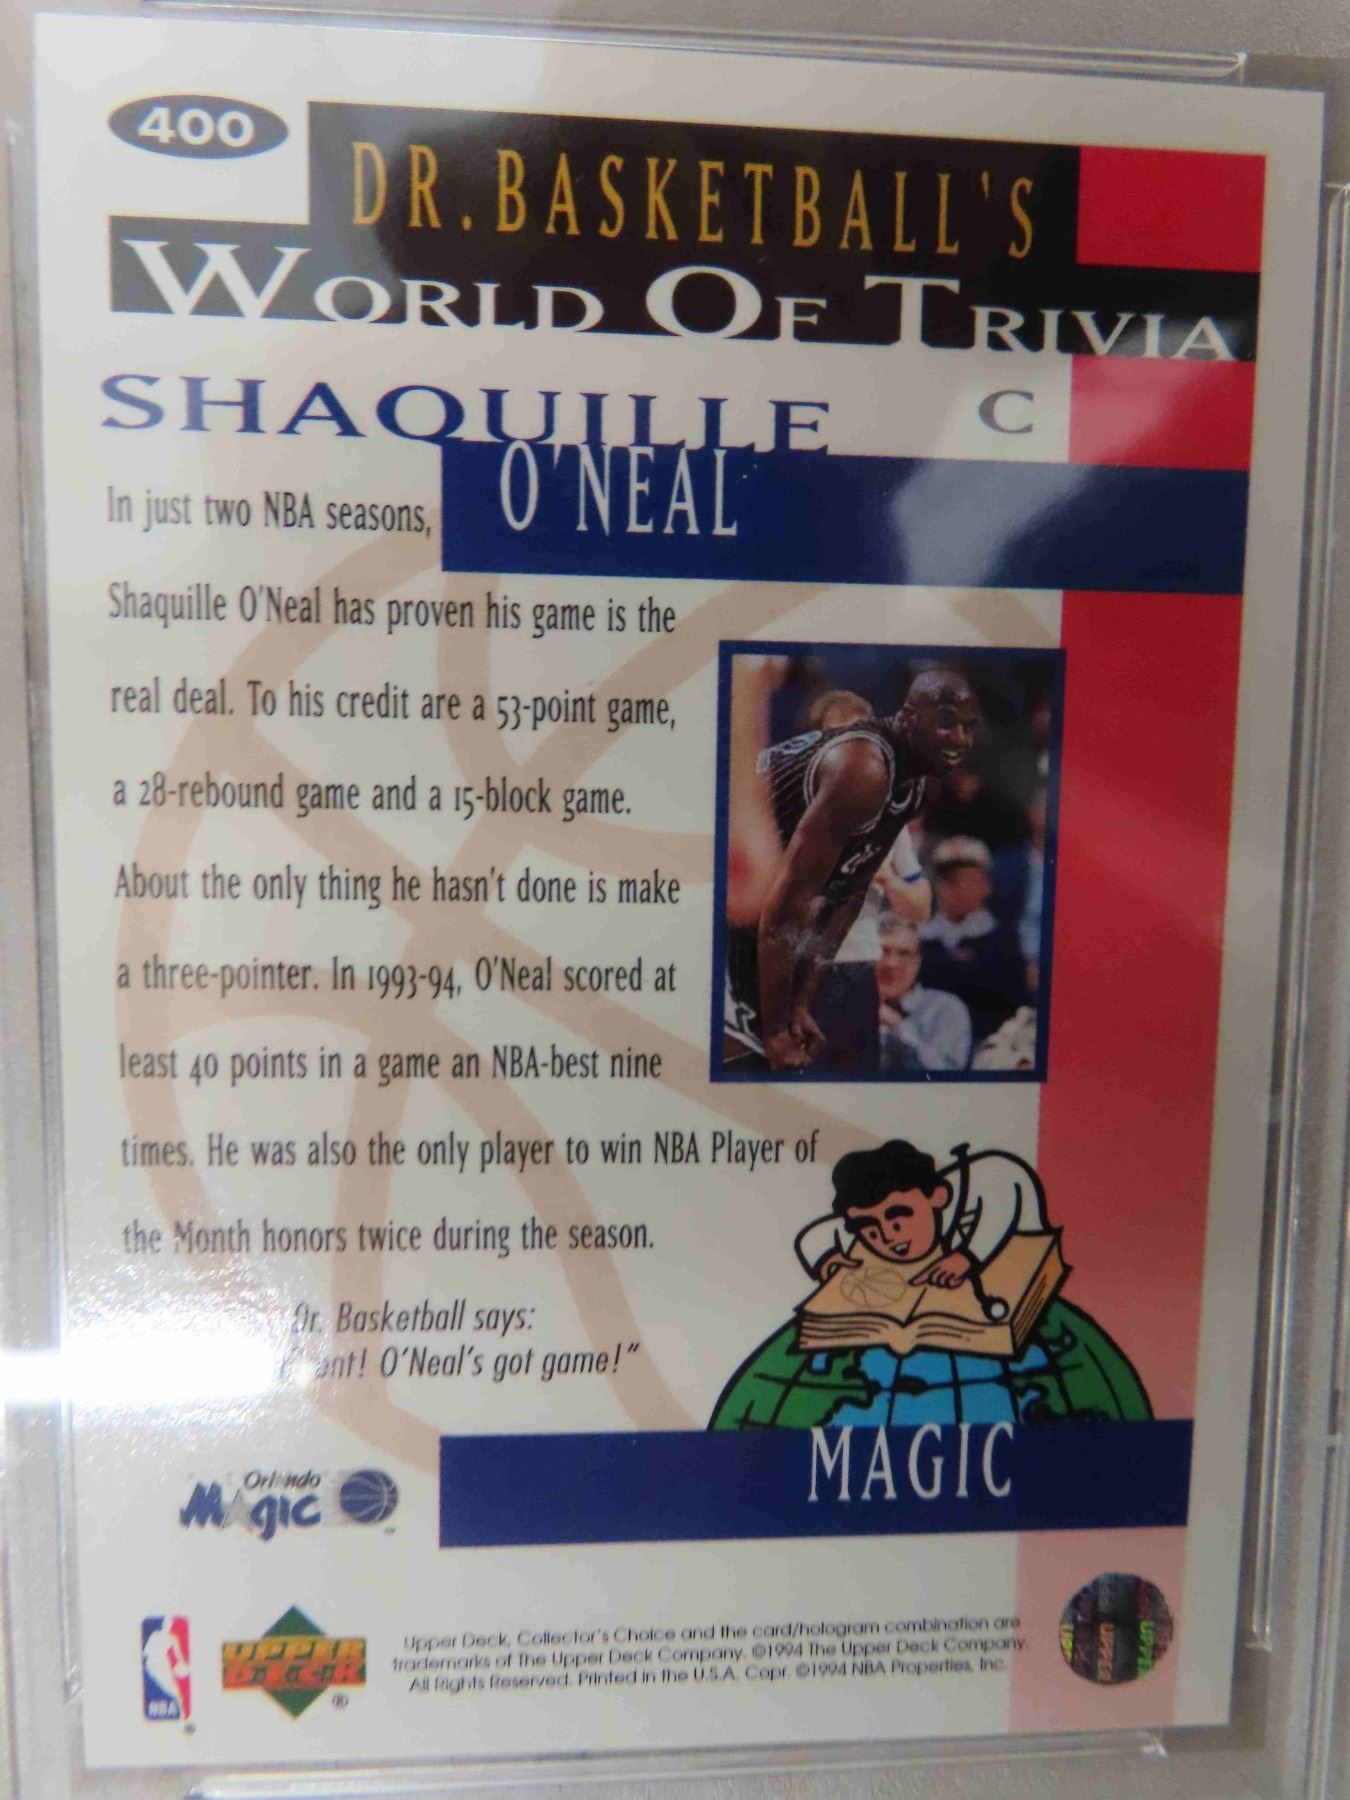 400
DR. BASKETBALL'S
WORLD OF TRIVIA
SHAQUILLE C
O'NEAL
In just two NBA seasons,
Shaquille O'Neal has proven his game is the
real deal. To his credit are a 53-point game,
a 28-rebound game and a 15-block game.
About the only thing he hasn't done is make
a three-pointer. In 1993-94, O'Neal scored at
least 40 points in a game an NBA-best nine
times. He was also the only player to win NBA Player of
the Month honors twice during the season.
Dr. Basketball says:
O'Neal's got game!"
MAGIC
Orlando
Magic
NBA
UPPER
DECK
Upper Deck, Collector's Choice and the card/hologram combination are
trademarks of The Upper Deck Company. ©1994 The Upper Deck Company.
All Rights Reserved. Printed in the U.S.A. Copr. ©1994 NBA Properties, Inc.